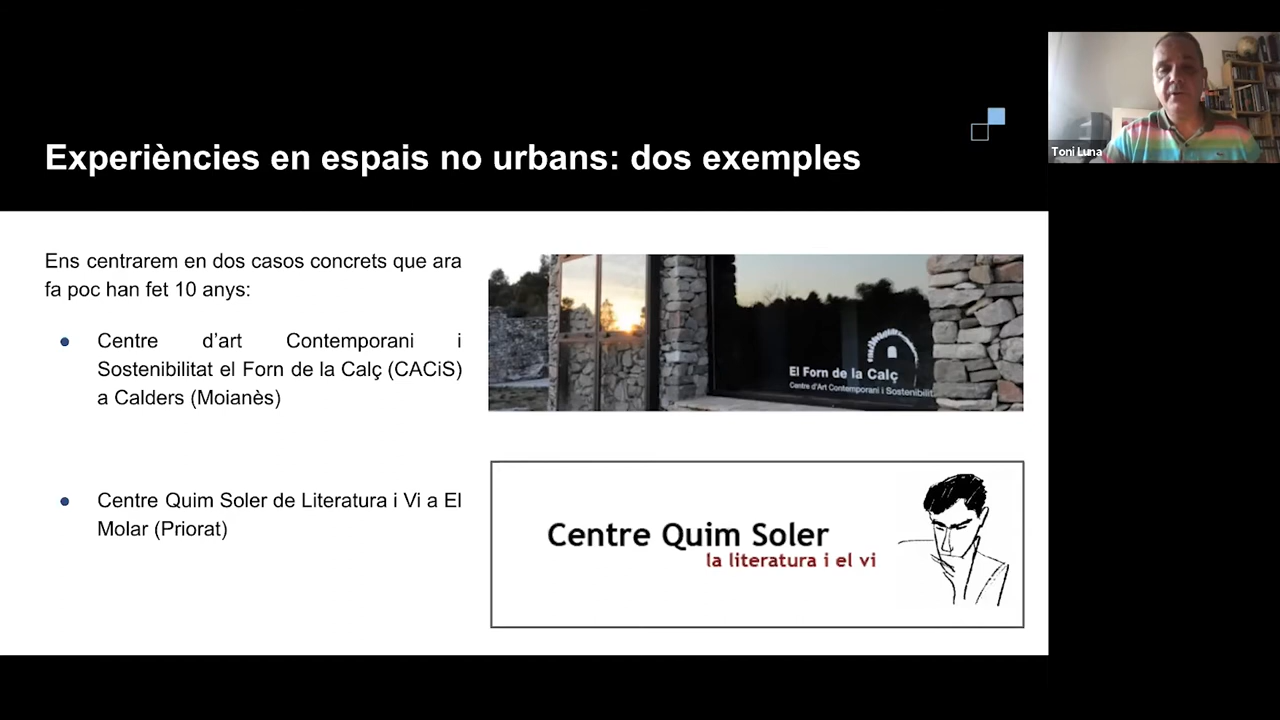 Experiències en espais no urbans: dos exemples
Toni Luna
Ens centrarem en dos casos concrets que ara
fa poc han fet 10 anys:
Centre d'art Contemporani i
Sostenibilitat el Forn de la Calç (CACiS)
a Calders (Moianès)
El Forn de la Calç
Centre d'Art Contemporani i Sostenibilit
Centre Quim Soler de Literatura i Vi a El
Molar (Priorat)
Centre Quim Soler
la literatura i el vi